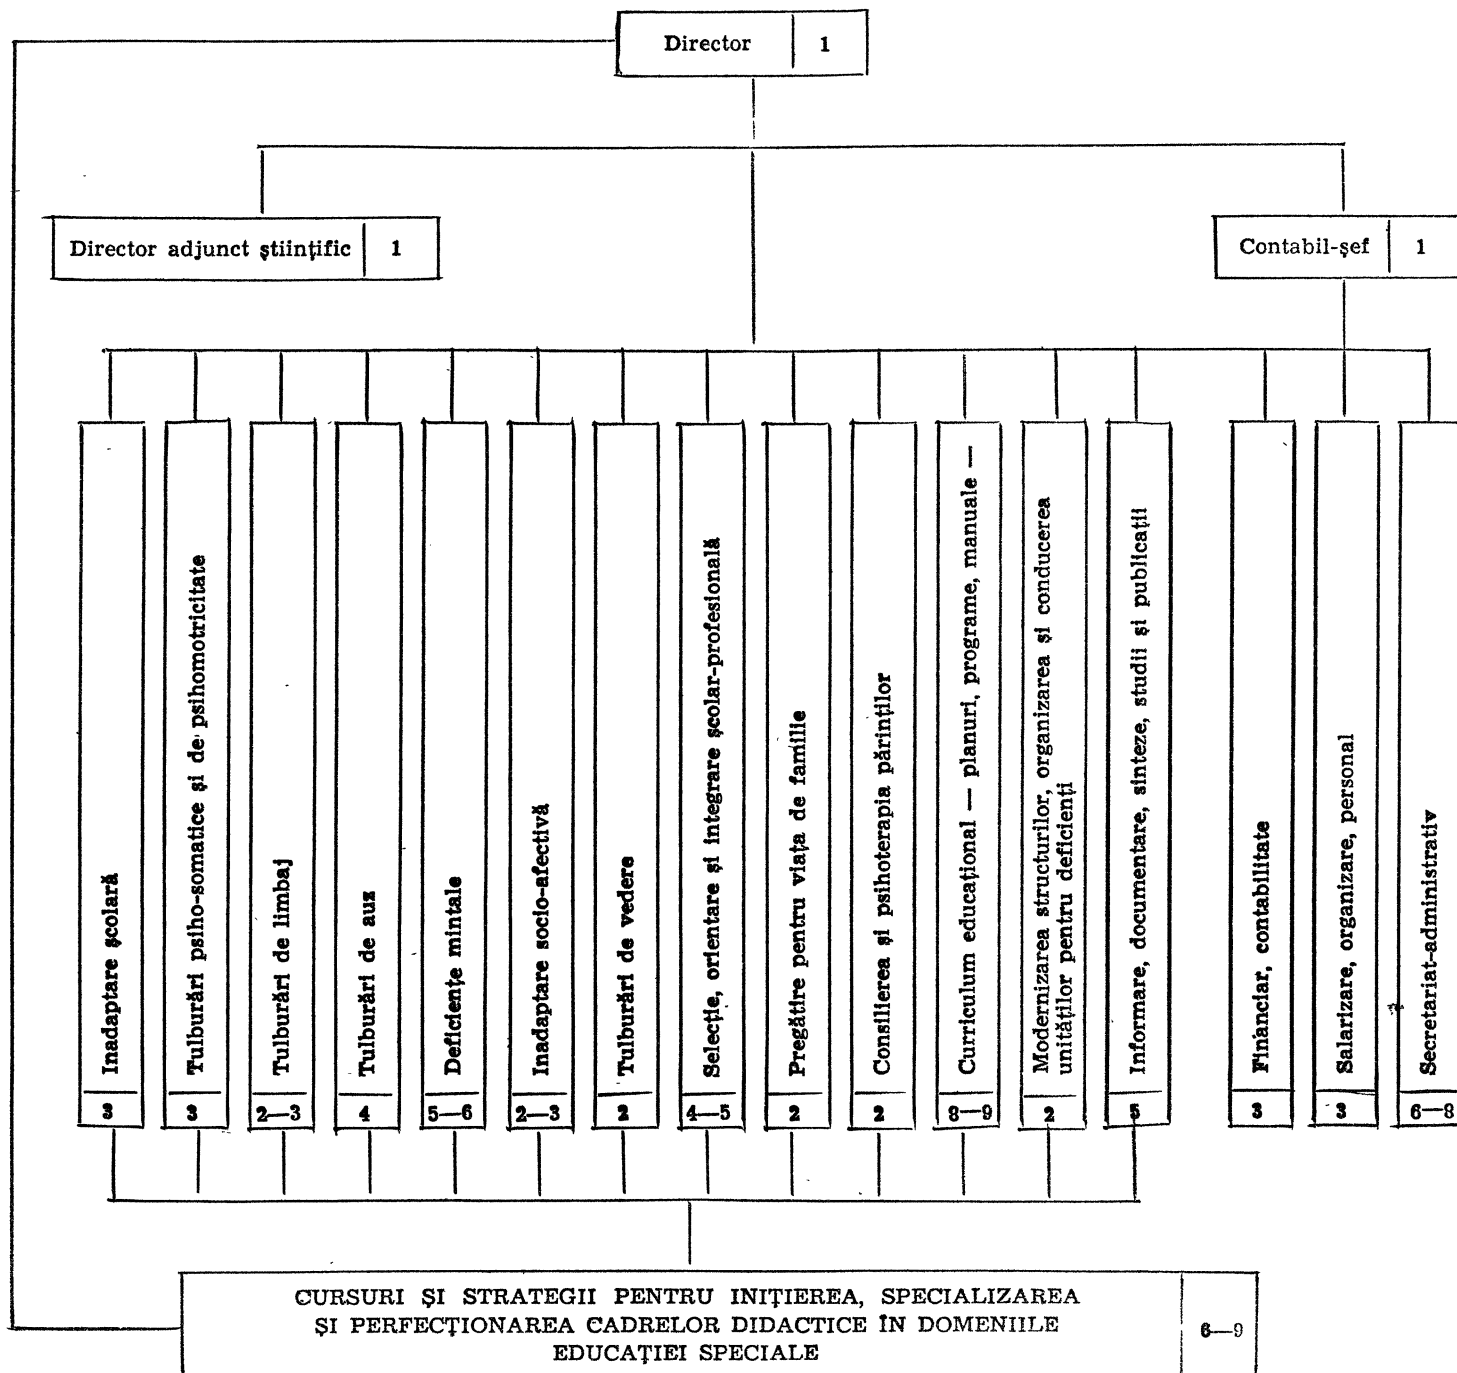 Director 1
Director adjunct științific 1
Contabil-șef 1
Inadaptare școlară
3
Tulburări psiho-somatice și de psihomotricitate
3
Tulburări de limbaj
2—3
Tulburări de auz
4
Deficiențe mintale
5—6
Inadaptare socio-afectivă
2—3
Tulburări de vedere
2
Selecție, orientare și integrare școlar-profesională
4—5
Pregătire pentru viața de familie
2
Consilierea și psihoterapia părinților
2
Curriculum educațional — planuri, programe, manuale —
8—9
Modernizarea structurilor, organizarea și conducerea
unităților pentru deficienți
2
Informare, documentare, sinteze, studii și publicații
Financiar, contabilitate
3
Salarizare, organizare, personal
3
Secretariat-administrativ
6—8
CURSURI ȘI STRATEGII PENTRU INIȚIEREA, SPECIALIZAREA
ȘI PERFECȚIONAREA CADRELOR DIDACTICE ÎN DOMENIILE
EDUCAȚIEI SPECIALE
6—9